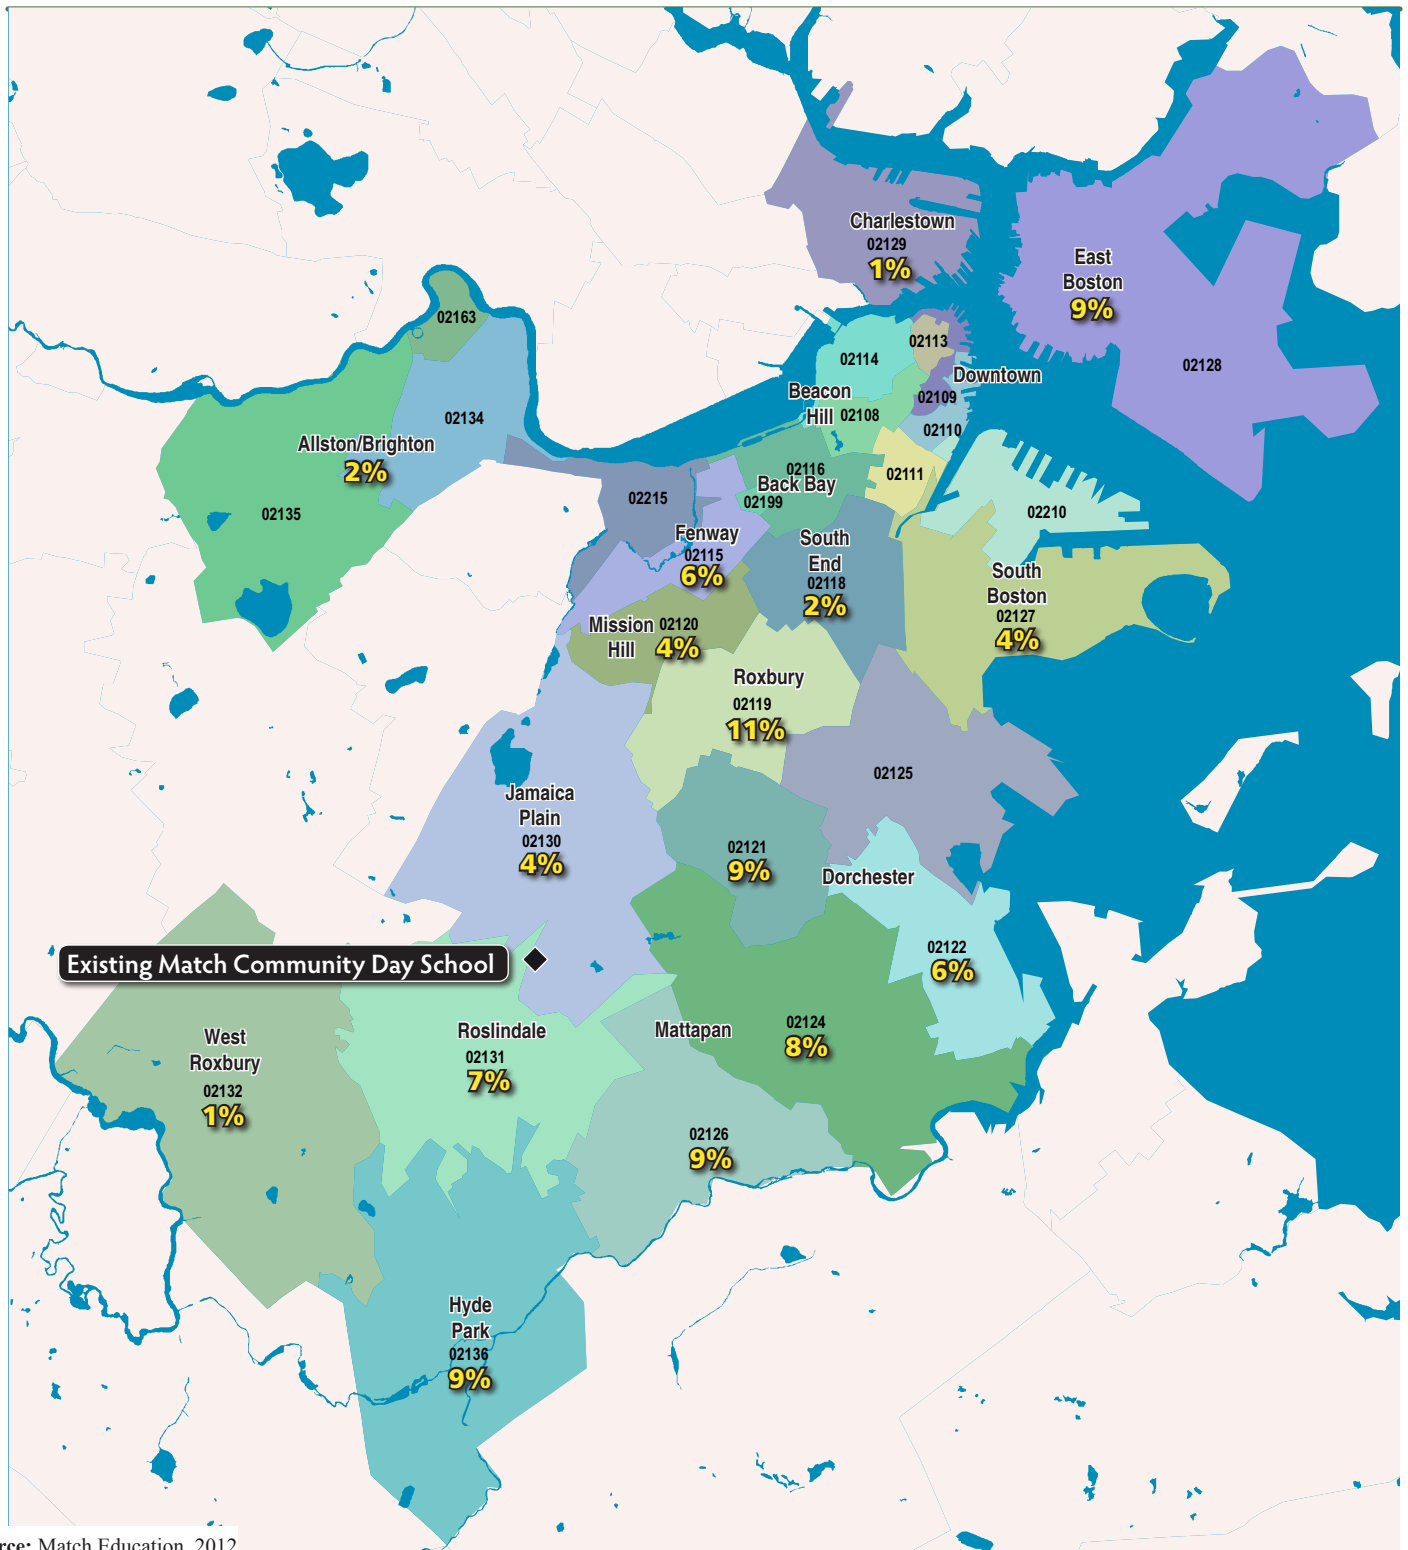 Charlestown
02129
1%
East
Boston
9%
02128
02163
02113
02114
Downtown
Beacon
Hill
02109
02108
02110
02134
Allston/Brighton
2%
02135
02116
Back Bay
02111
02199
02215
02210
Fenway
02115
6%
South
End
02118
2%
South
Boston
02127
4%
Mission
Hill
02120
4%
Roxbury
02119
11%
02125
Jamaica
Plain
02130
4%
02121
9%
Dorchester
02122
6%
Existing Match Community Day School
West
Roxbury
02132
1%
Roslindale
02131
7%
Mattapan
02124
8%
02126
9%
Hyde
Park
02136
9%
rce: Match Education, 2012